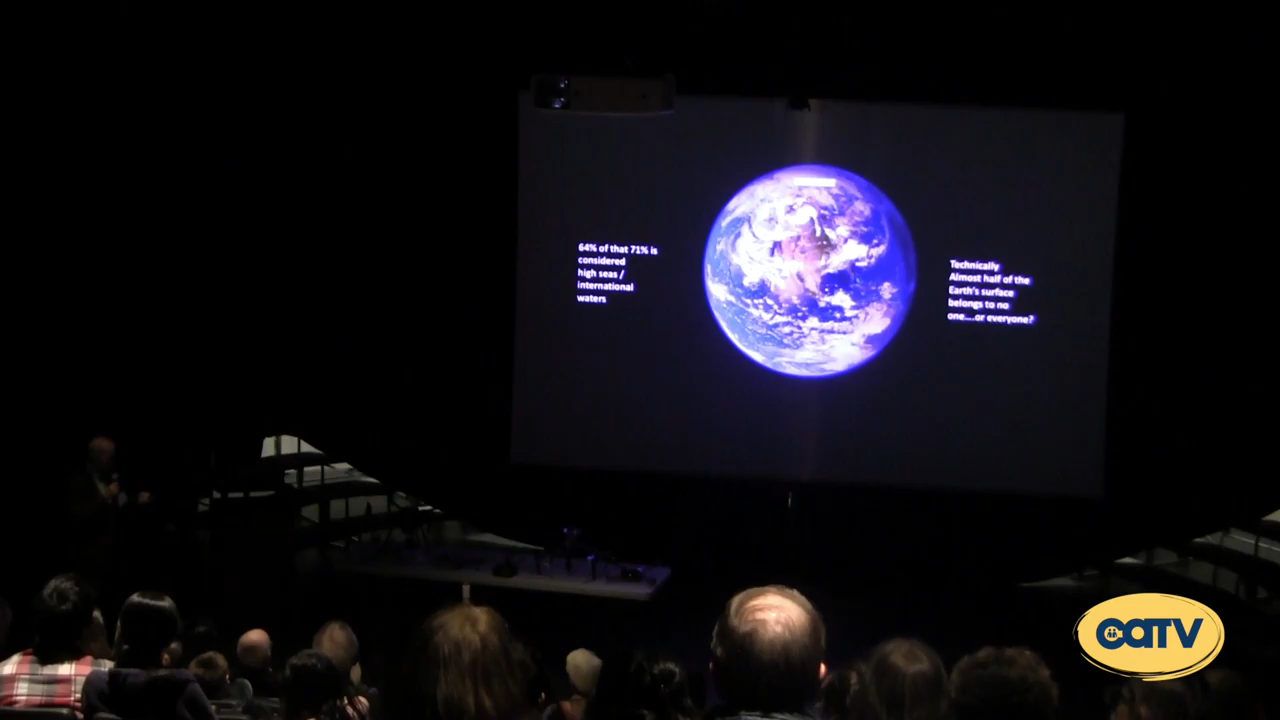 64% of that 71% is
considered
high seas /
international
waters
Technically
Almost half of the
Earth's surface
belongs to no
one....or everyone?
CATV